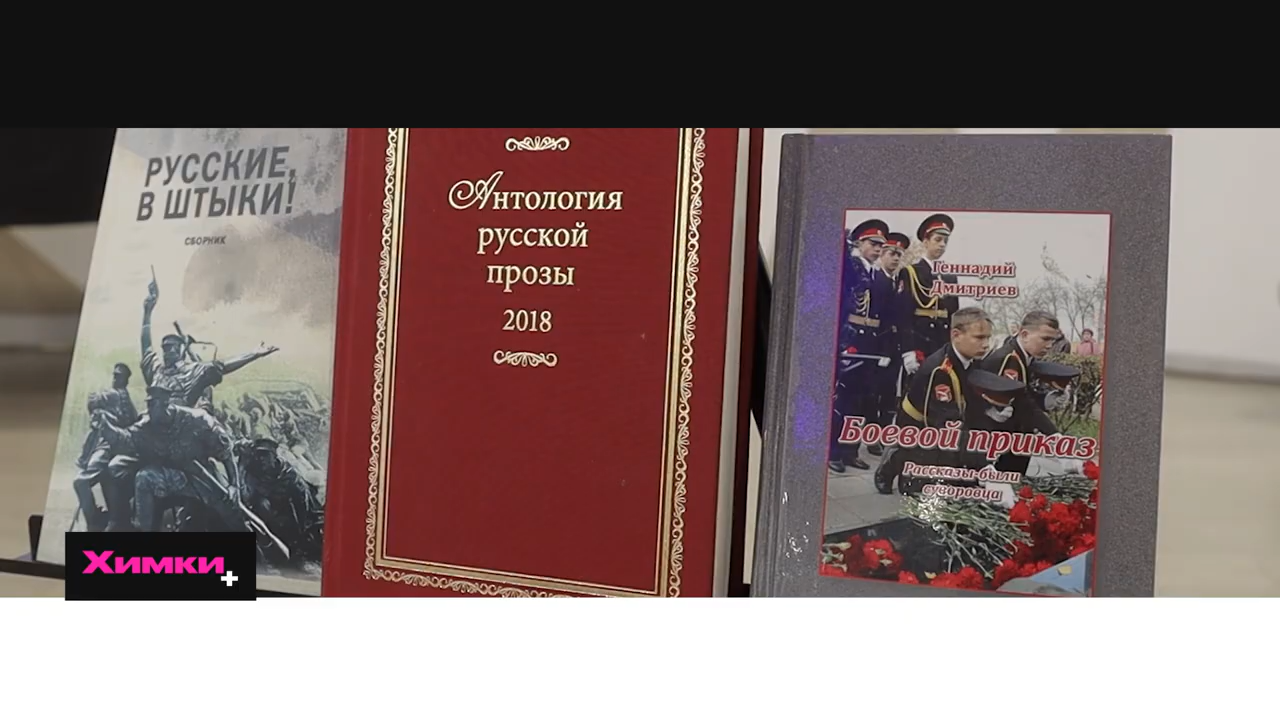 РУССКИЕ,
В ШТЫКИ!
СБОРНИК
Антология
русской
прозы
2018
Геннадий
Дмитриев
Боевой приказ
Рассказы-были
суворовца
Химки+